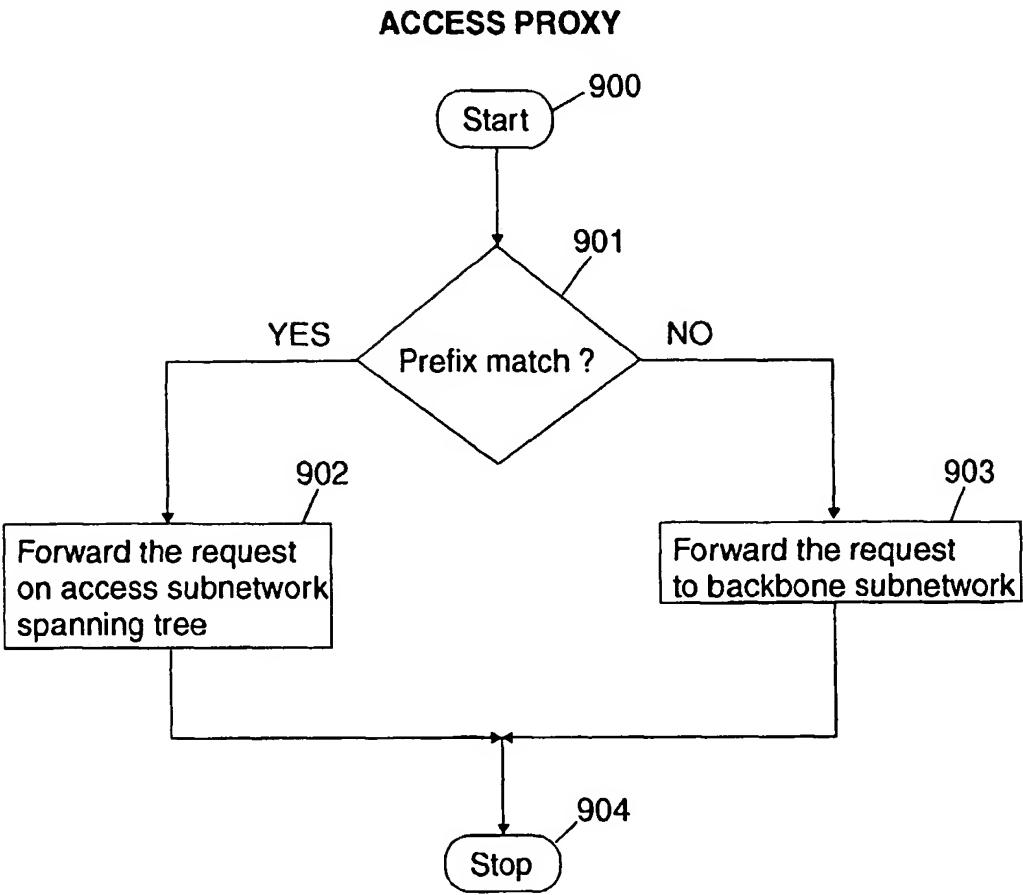 ACCESS PROXY
900
Start
901
YES
NO
Prefix match ?
902
903
Forward the request
on access subnetwork
spanning tree
Forward the request
to backbone subnetwork
904
Stop